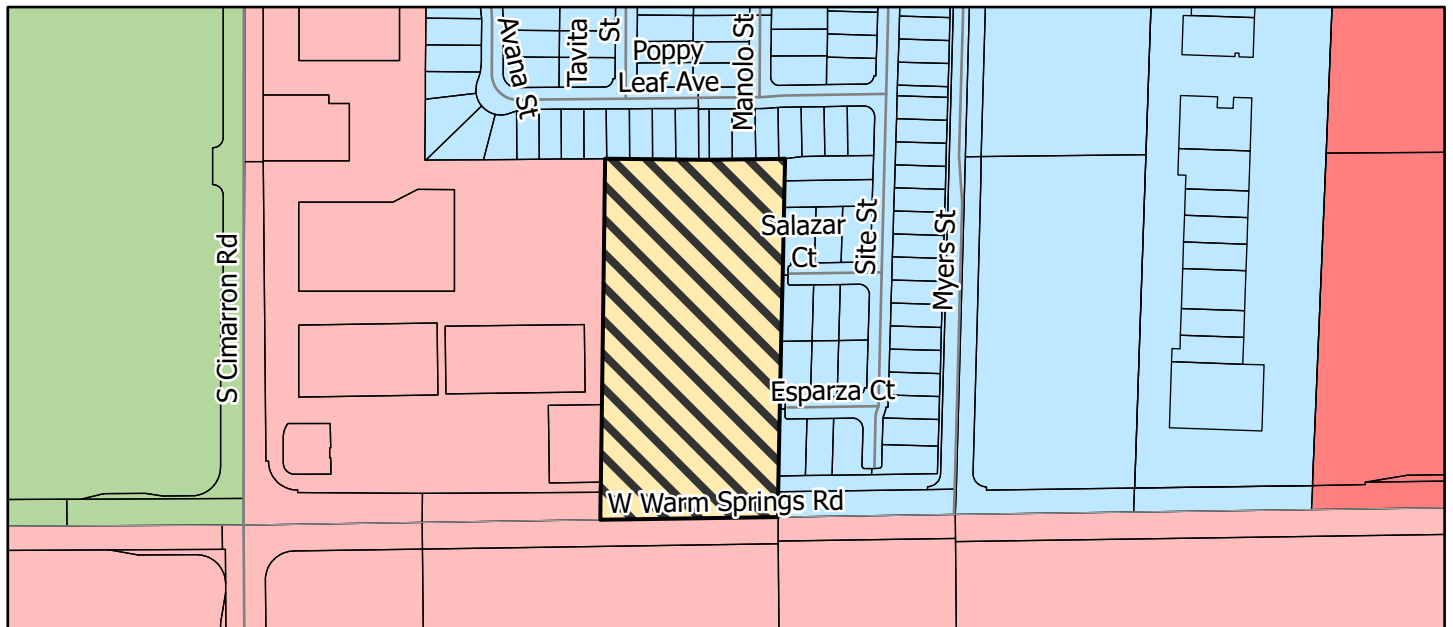 Avana St
Tavita
St
Poppy
Leaf Ave
Manolo St
S Cimarron Rd
Salazar
Ct
Site St
Myers St
Esparza Ct
W Warm Springs Rd